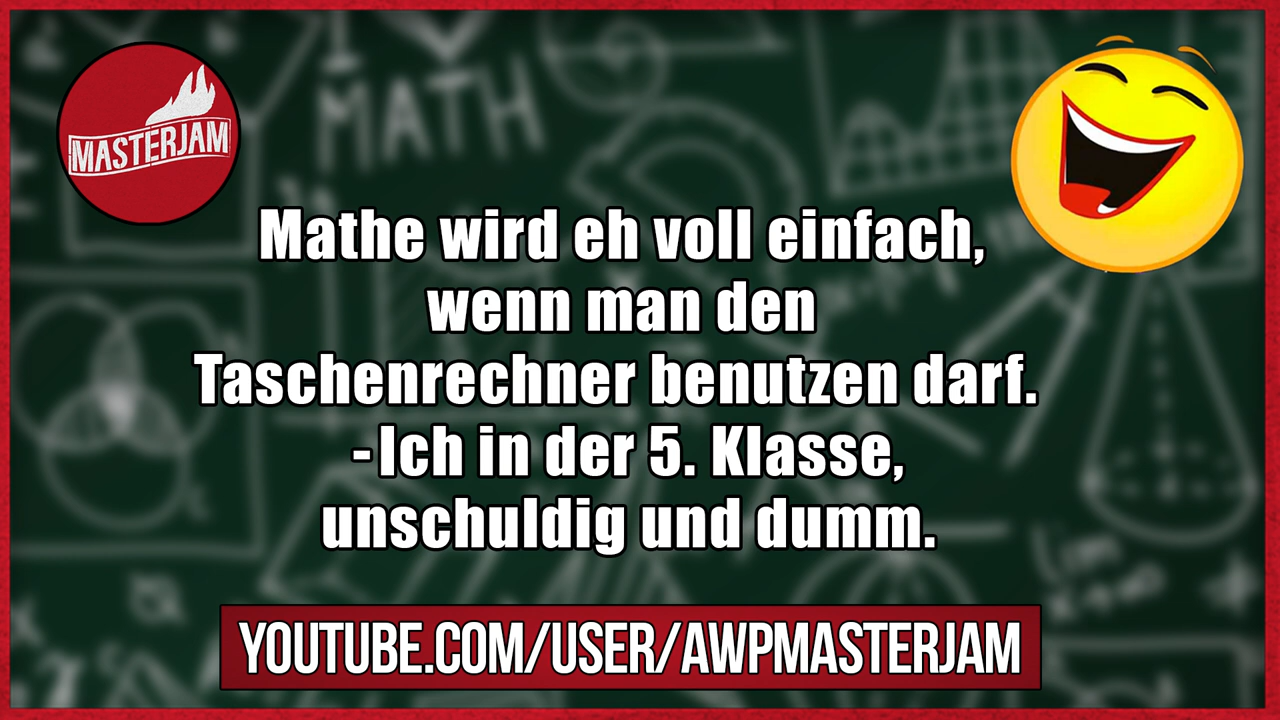 MATH
MASTERJAM
Mathe wird eh voll einfach,
wenn man den
Taschenrechner benutzen darf.
-Ich in der 5. Klasse,
unschuldig und dumm.
YOUTUBE.COM/USER/AWPMASTERJAM